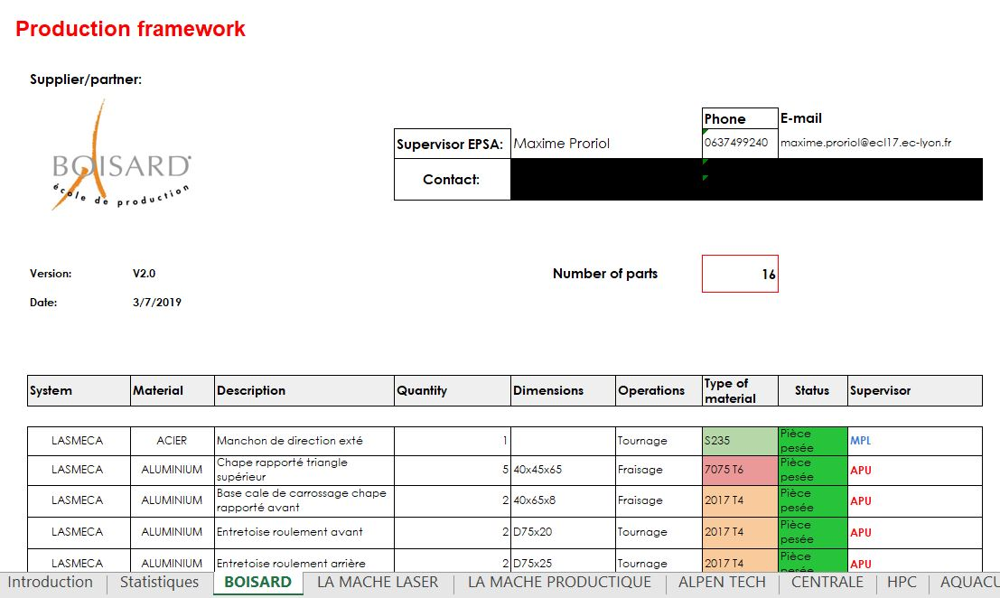 Production framework
Supplier/partner:
BOISARD
école de production
Phone E-mail
Supervisor EPSA: Maxime Proriol 0637499240 maxime.proriol@ecl17.ec-lyon.fr
Contact:
Version: V2.0
Number of parts 16
Date: 3/7/2019
System Material Description Quantity Dimensions Operations Type of material Status Supervisor
LASMECA ACIER Manchon de direction exté 1 Tournage S235 Pièce pesée MPL
LASMECA ALUMINIUM Chape rapporté triangle supérieur 5 40x45x65 Fraisage 7075 T6 Pièce pesée APU
LASMECA ALUMINIUM Base cale de carrossage chape rapporté avant 2 40x65x8 Fraisage 2017 T4 Pièce pesée APU
LASMECA ALUMINIUM Entretoise roulement avant 2 D75x20 Tournage 2017 T4 Pièce pesée APU
LASMECA ALUMINIUM Entretoise roulement arrière 2 D75x25 Tournage 2017 T4 Pièce pesée APU
Introduction Statistiques BOISARD LA MACHE LASER LA MACHE PRODUCTIQUE ALPEN TECH CENTRALE HPC AQUACU